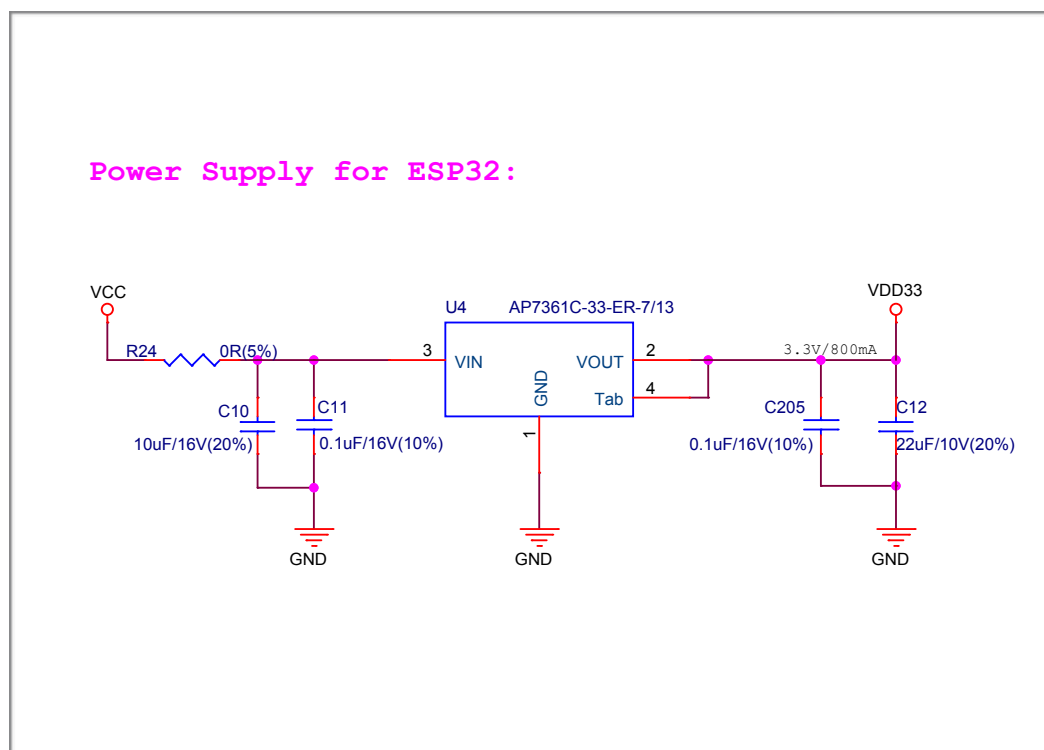 Power Supply for ESP32:
VCC
VDD33
U4
AP7361C-33-ER-7/13
R24
0R(5%)
3
VIN
VOUT
2
3.3V/800mA
GND
Tab
4
C10
C11
10uF/16V(20%)
0.1uF/16V(10%)
1
C205
C12
0.1uF/16V(10%)
22uF/10V(20%)
GND
GND
GND